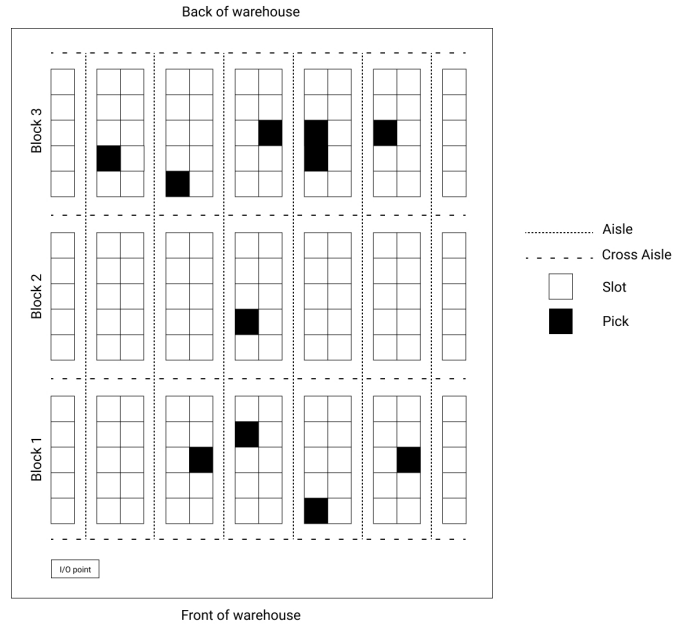 Back of warehouse
Block 3
Block 2
Block 1
I/O point
Front of warehouse
Aisle
Cross Aisle
Slot
Pick